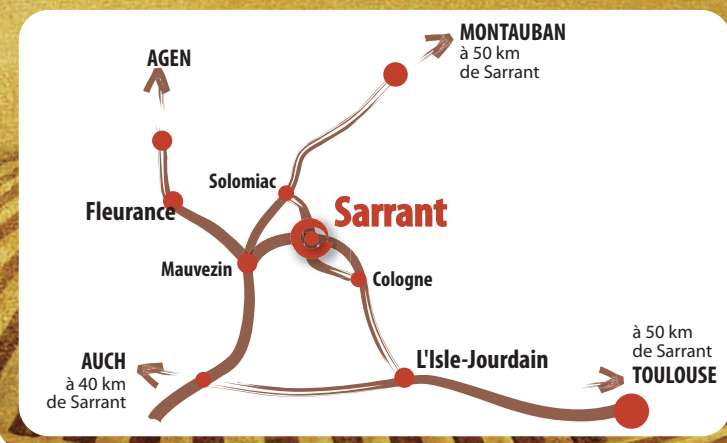 MONTAUBAN
à 50 km
de Sarrant
AGEN
Solomiac
Fleurance
Sarrant
Mauvezin
Cologne
AUCH
à 40 km
de Sarrant
L'Isle-Jourdain
à 50 km
de Sarrant
TOULOUSE